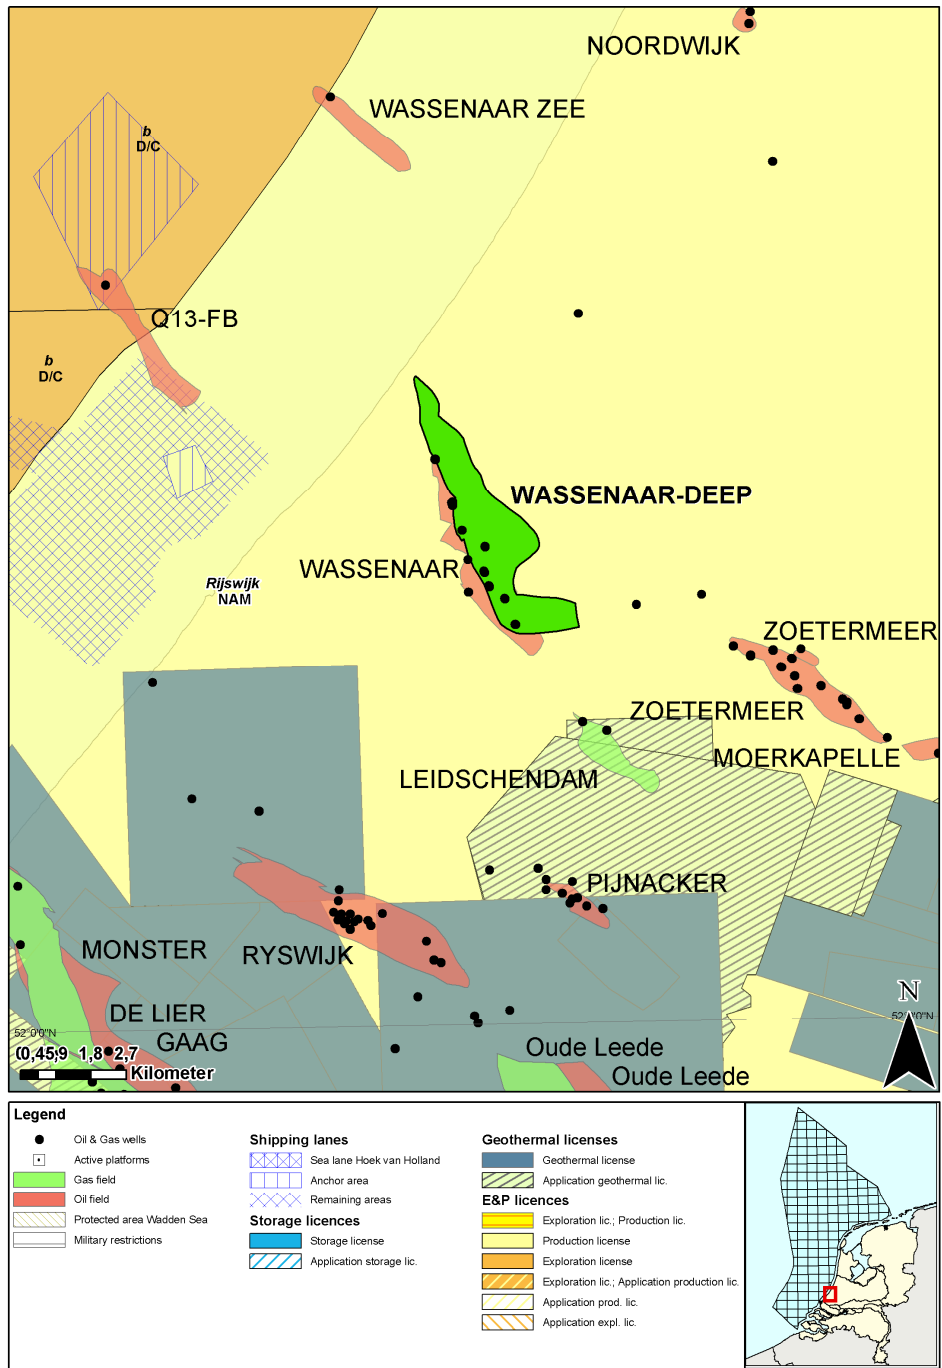 NOORDWIJK
WASSENAAR ZEE
b
D/C
Q13-FB
b
D/C
WASSENAAR-DEEP
WASSENAAR
Rijswijk
NAM
ZOETERMEER
ZOETERMEER
MOERKAPELLE
LEIDSCHENDAM
PIJNACKER
MONSTER
RYSWIJK
N
DE LIER
52°0'0"N
GAAG
Oude Leede
Oude Leede
1,8 2,7
Kilometer
Legend
Oil & Gas wells
Active platforms
Gas field
Oil field
Protected area Wadden Sea
Military restrictions
Shipping lanes
Sea lane Hoek van Holland
Anchor area
Remaining areas
Storage licences
Storage license
Application storage lic.
Geothermal licenses
Geothermal license
Application geothermal lic.
E&P licences
Exploration lic.; Production lic.
Production license
Exploration license
Exploration lic.; Application production lic.
Application prod. lic.
Application expl. lic.